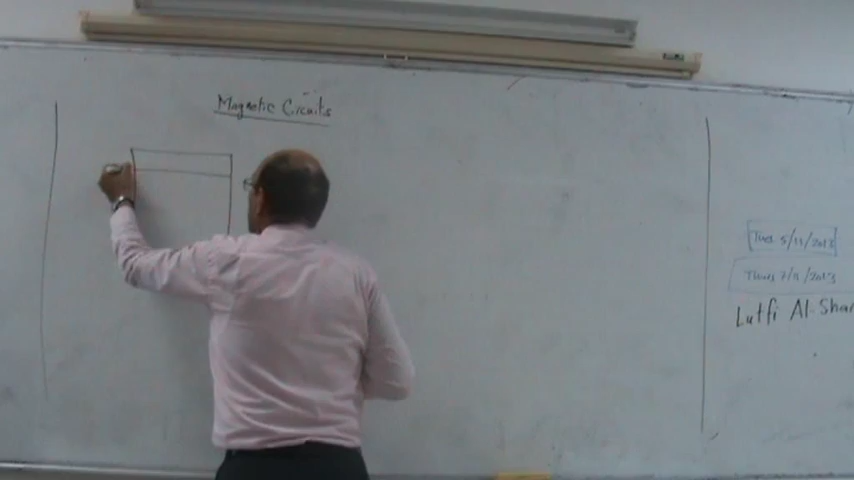 Magnetic Circuits
Tues 5/11/2013
Thurs 7/11/2013
Lutfi Al-Shar